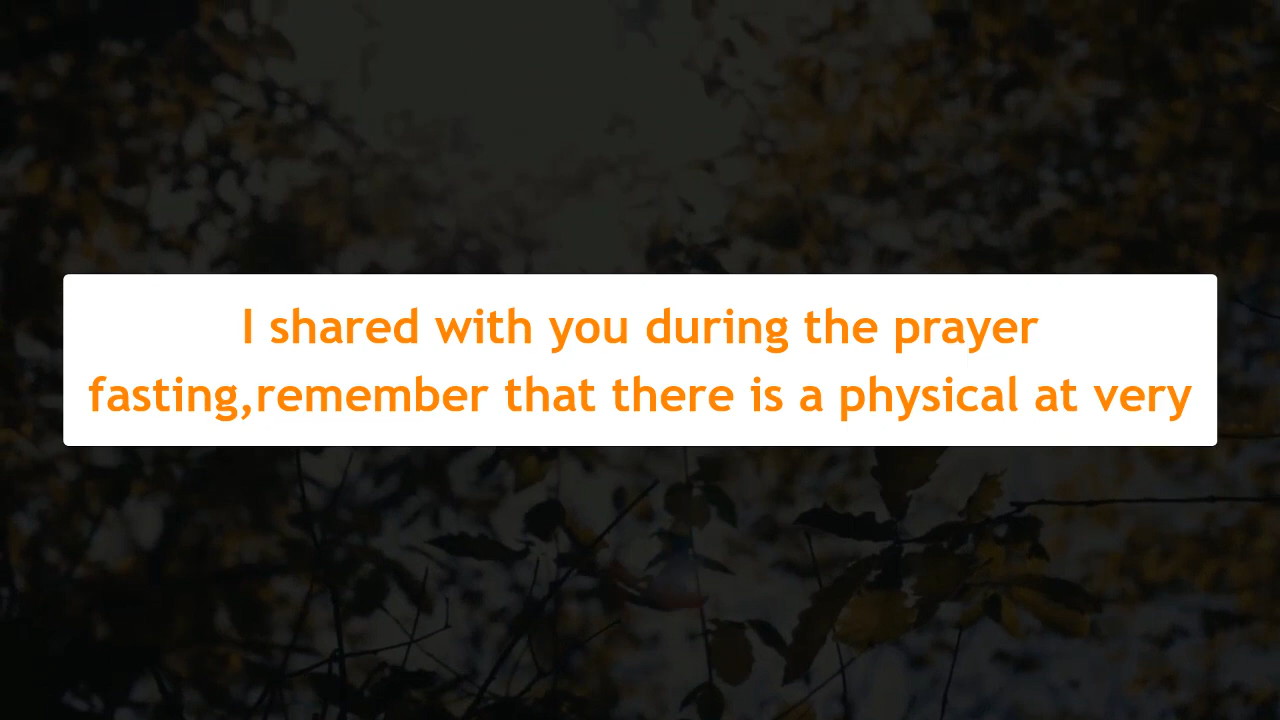 I shared with you during the prayer
fasting,remember that there is a physical at very